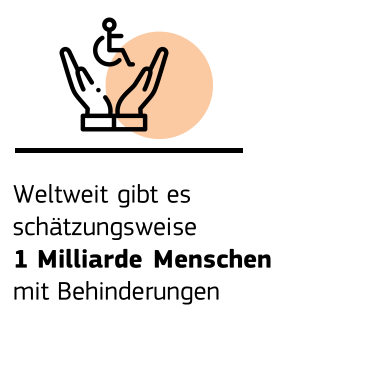 Weltweit gibt es
schätzungsweise
1 Milliarde Menschen
mit Behinderungen